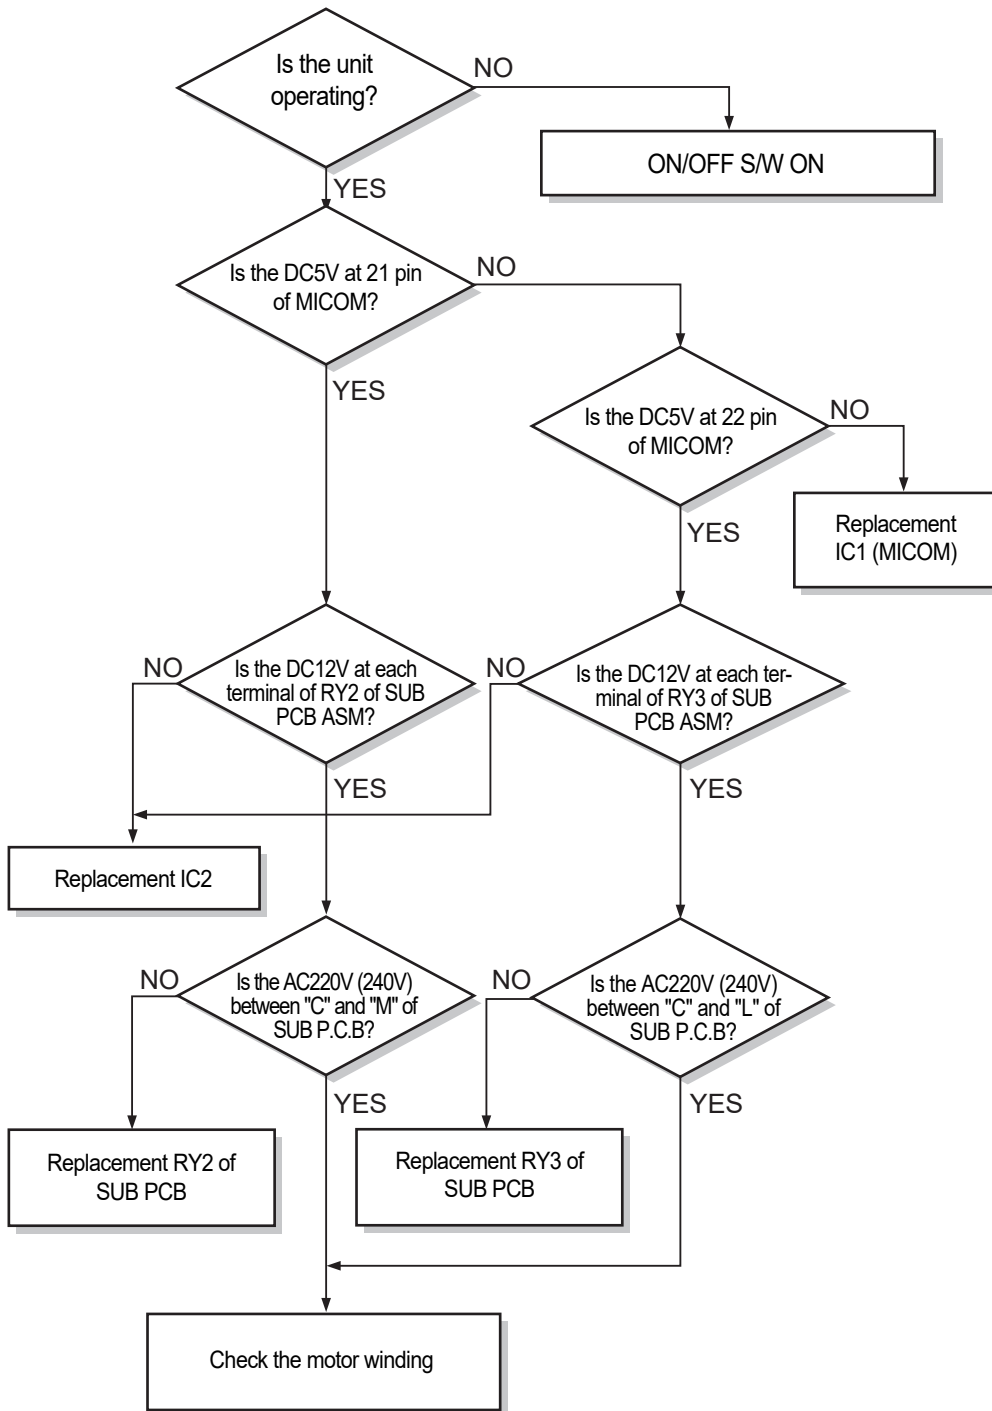 Is the unit
operating?
NO
ON/OFF S/W ON
YES
Is the DC5V at 21 pin
of MICOM?
NO
YES
Is the DC5V at 22 pin
of MICOM?
NO
Replacement
IC1 (MICOM)
YES
NO
Is the DC12V at each
terminal of RY2 of SUB
PCB ASM?
NO
Is the DC12V at each ter-
minal of RY3 of SUB
PCB ASM?
YES
YES
Replacement IC2
NO
Is the AC220V (240V)
between "C" and "M" of
SUB P.C.B?
NO
Is the AC220V (240V)
between "C" and "L" of
SUB P.C.B?
YES
YES
Replacement RY2 of
SUB PCB
Replacement RY3 of
SUB PCB
Check the motor winding